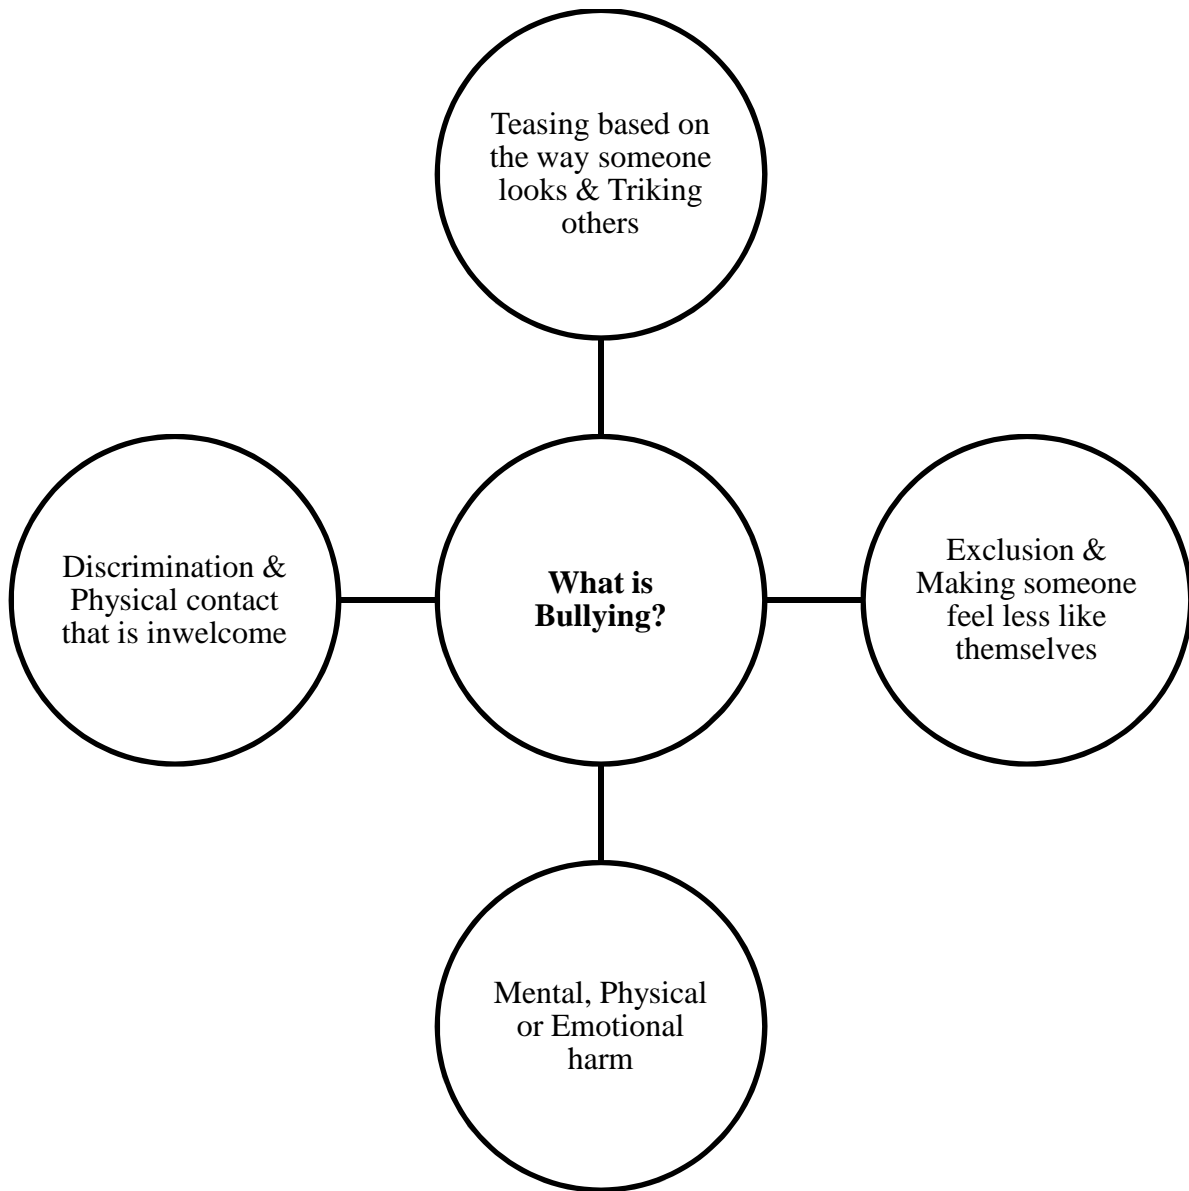 Teasing based on
the way someone
looks & Triking
others
Discrimination &
Physical contact
that is inwelcome
What is
Bullying?
Exclusion &
Making someone
feel less like
themselves
Mental, Physical
or Emotional
harm